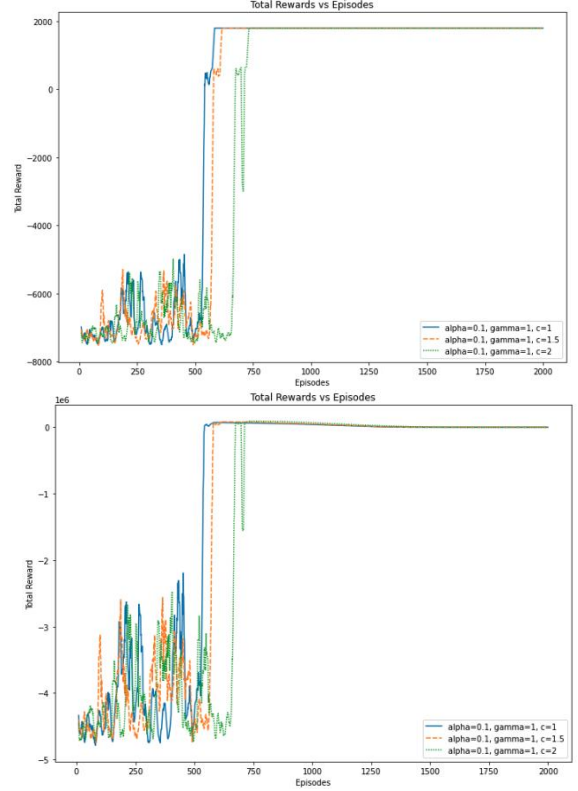 Total Rewards vs Episodes
2000
0
−2000
−4000
−6000
−8000
Total Reward
0
250
500
750
1000
1250
1500
1750
2000
Episodes
alpha=0.1, gamma=1, c=1
alpha=0.1, gamma=1, c=1.5
alpha=0.1, gamma=1, c=2
1e6
Total Rewards vs Episodes
0
−1
−2
−3
−4
−5
Total Reward
0
250
500
750
1000
1250
1500
1750
2000
Episodes
alpha=0.1, gamma=1, c=1
alpha=0.1, gamma=1, c=1.5
alpha=0.1, gamma=1, c=2